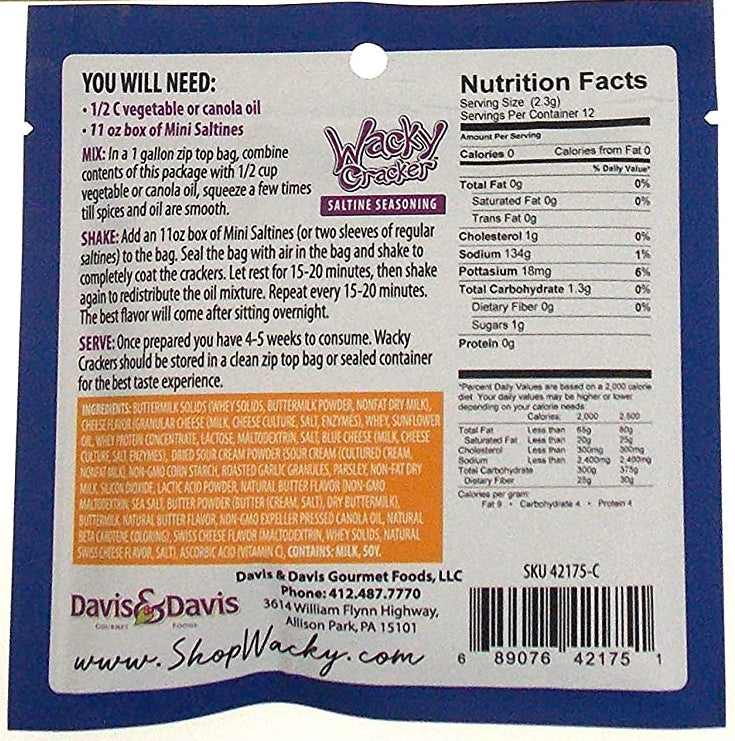 YOU WILL NEED:
• 1/2 C vegetable or canola oil
• 11 oz box of Mini Saltines
MIX: In a 1 gallon zip top bag, combine
contents of this package with 1/2 cup
vegetable or canola oil, squeeze a few times
till spices and oil are smooth.
Wacky
Cracker
SALTINE SEASONING
SHAKE: Add an 11oz box of Mini Saltines (or two sleeves of regular
saltines) to the bag. Seal the bag with air in the bag and shake to
completely coat the crackers. Let rest for 15-20 minutes, then shake
again to redistribute the oil mixture. Repeat every 15-20 minutes.
The best flavor will come after sitting overnight.
SERVE: Once prepared you have 4-5 weeks to consume. Wacky
Crackers should be stored in a clean zip top bag or sealed container
for the best taste experience.
INGREDIENTS: BUTTERMILK SOLIDS (WHEY SOLIDS, BUTTERMILK POWDER, NONFAT DRY MILK),
CHEESE FLAVOR (GRANULAR CHEESE (MILK, CHEESE CULTURE, SALT, ENZYMES), WHEY, SUNFLOWER
OIL, WHEY PROTEIN CONCENTRATE, LACTOSE, MALTODEXTRIN, SALT, BLUE CHEESE (MILK, CHEESE
CULTURE, SALT, ENZYMES), DRIED SOUR CREAM POWDER (SOUR CREAM (CULTURED CREAM,
NONFAT MILK), NON-GMO CORN STARCH, ROASTED GARLIC GRANULES, PARSLEY, NON-FAT DRY
MILK, SILICON DIOXIDE, LACTIC ACID POWDER, NATURAL BUTTER FLAVOR (NON-GMO
MALTODEXTRIN, SEA SALT, BUTTER POWDER (BUTTER (CREAM, SALT), DRY BUTTERMILK),
BUTTERMILK, NATURAL BUTTER FLAVOR, NON-GMO EXPELLER PRESSED CANOLA OIL, NATURAL
BETA CAROTENE COLORING), SWISS CHEESE FLAVOR (MALTODEXTRIN, WHEY SOLIDS, NATURAL
SWISS CHEESE FLAVOR, SALT), ASCORBIC ACID (VITAMIN C), CONTAINS: MILK, SOY.
Davis & Davis
GOURMET FOODS
Davis & Davis Gourmet Foods, LLC
Phone: 412.487.7770
3614 William Flynn Highway,
Allison Park, PA 15101
www.ShopWacky.com
Nutrition Facts
Serving Size (2.3g)
Servings Per Container 12
Amount Per Serving
Calories 0 Calories from Fat 0
% Daily Value*
Total Fat 0g 0%
Saturated Fat 0g 0%
Trans Fat 0g
Cholesterol 1g 0%
Sodium 134g 1%
Pottasium 18mg 6%
Total Carbohydrate 1.3g 0%
Dietary Fiber 0g 0%
Sugars 1g
Protein 0g
*Percent Daily Values are based on a 2,000 calorie
diet. Your daily values may be higher or lower
depending on your calorie needs:
Calories: 2,000 2,500
Total Fat Less than 65g 80g
Saturated Fat Less than 20g 25g
Cholesterol Less than 300mg 300mg
Sodium Less than 2,400mg 2,400mg
Total Carbohydrate 300g 375g
Dietary Fiber 25g 30g
Calories per gram:
Fat 9 • Carbohydrate 4 • Protein 4
SKU 42175-C
6 89076 42175 1